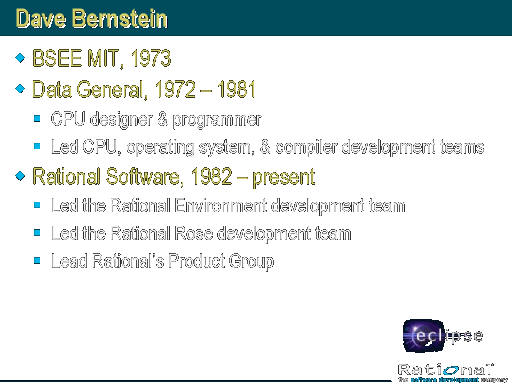 Dave Bernstein
BSEE MIT, 1973
Data General, 1972 – 1981
CPU designer & programmer
Led CPU, operating system, & compiler development teams
Rational Software, 1982 – present
Led the Rational Environment development team
Led the Rational Rose development team
Lead Rational's Product Group
eclipse
Rational
the software development company